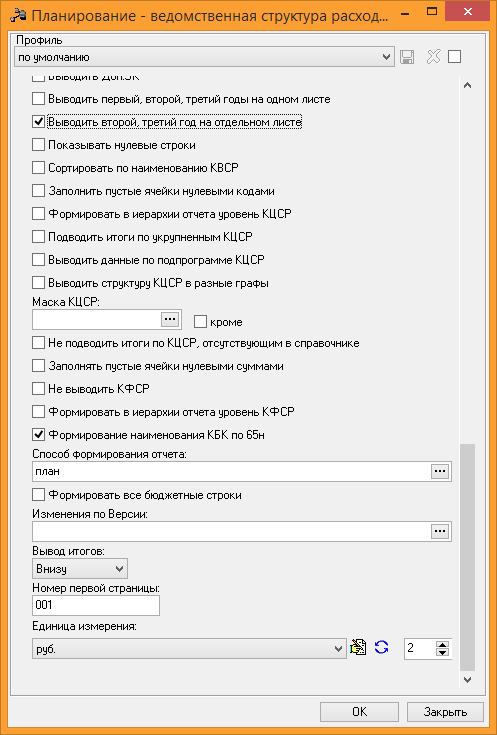 Планирование - ведомственная структура расход...
Профиль
по умолчанию
Выводить Доп.ЭК
Выводить первый, второй, третий годы на одном листе
Выводить второй, третий год на отдельном листе
Показывать нулевые строки
Сортировать по наименованию КВСР
Заполнить пустые ячейки нулевыми кодами
Формировать в иерархии отчета уровень КЦСР
Подводить итоги по укрупненным КЦСР
Выводить данные по подпрограмме КЦСР
Выводить структуру КЦСР в разные графы
Маска КЦСР:
... кроме
Не подводить итоги по КЦСР, отсутствующим в справочнике
Заполнять пустые ячейки нулевыми суммами
Не выводить КФСР
Формировать в иерархии отчета уровень КФСР
Формирование наименования КБК по 65н
Способ формирования отчета:
план ...
Формировать все бюджетные строки
Изменения по Версии:
...
Вывод итогов:
Внизу
Номер первой страницы:
001
Единица измерения:
руб. 2
ОК Закрыть